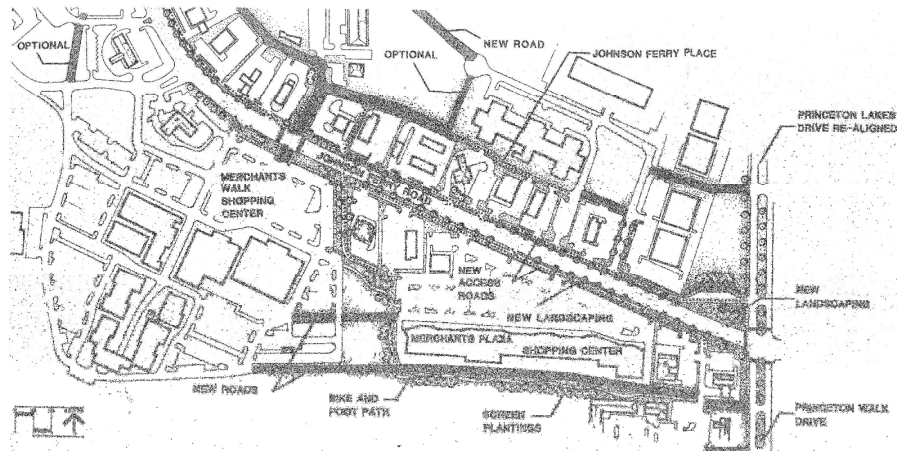 OPTIONAL
NEW ROAD
OPTIONAL
JOHNSON FERRY PLACE
PRINCETON LAKES
DRIVE RE-ALIGNED
MERCHANTS
WALK
SHOPPING
CENTER
JOHNSON FERRY ROAD
NEW
ACCESS
ROADS
NEW
LANDSCAPING
NEW LANDSCAPING
MERCHANTS PLAZA
SHOPPING CENTER
NEW ROADS
BIKE AND
FOOT PATH
SCREEN
PLANTINGS
PRINCETON WALK
DRIVE